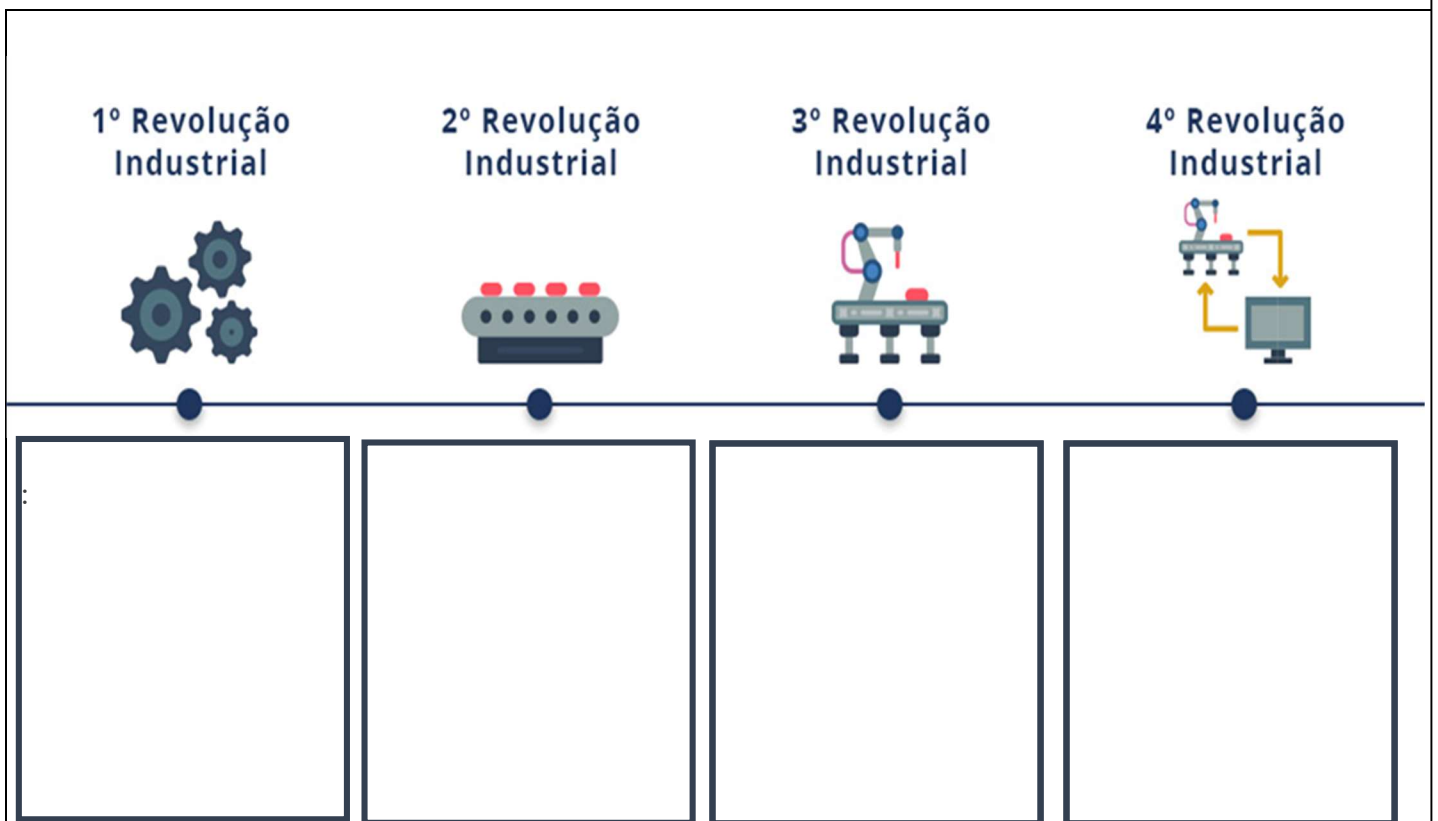 1º Revolução
Industrial
2º Revolução
Industrial
3º Revolução
Industrial
4º Revolução
Industrial
: